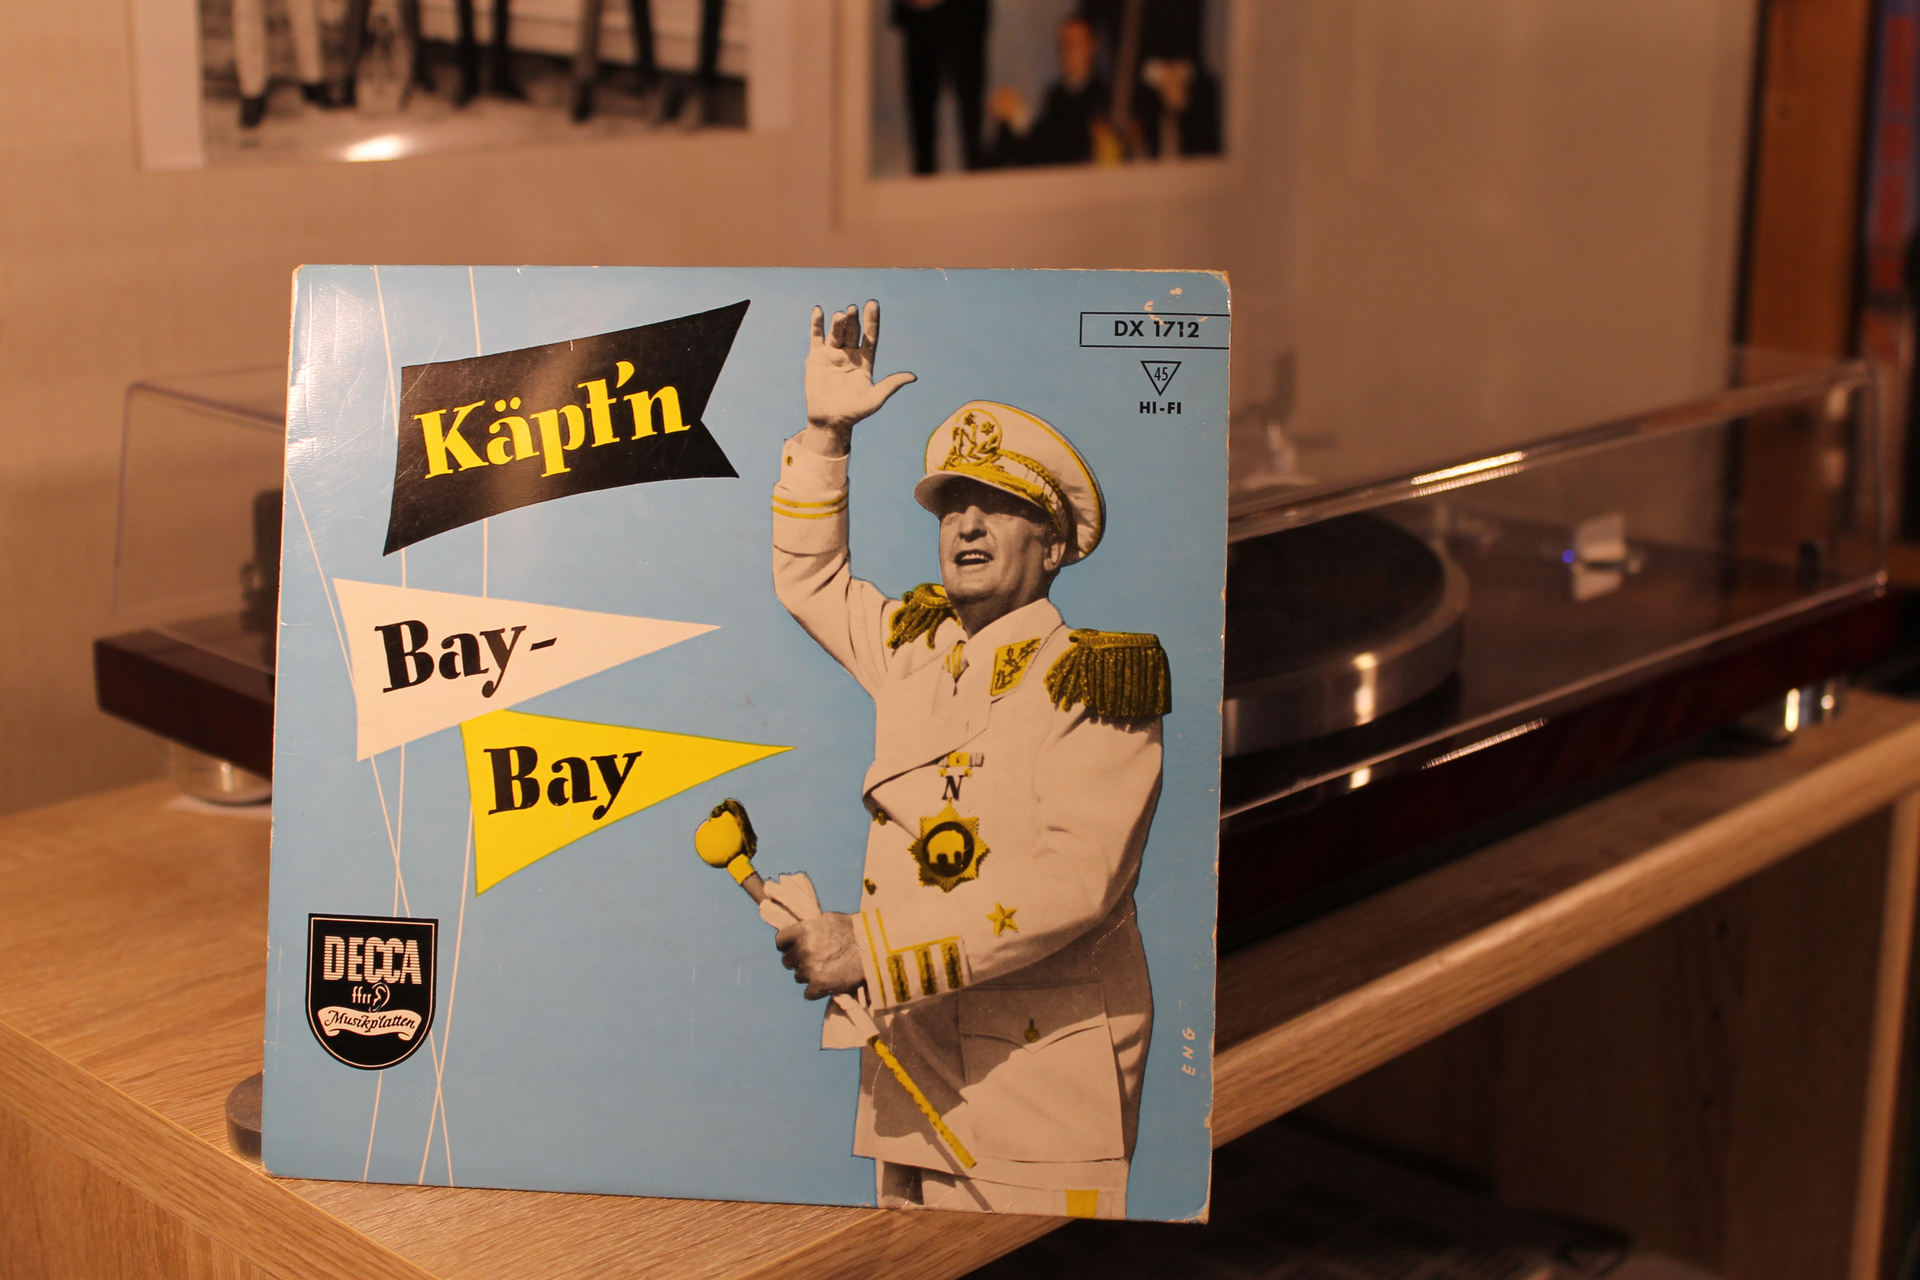 Käpt'n
Bay-
Bay
DX 1712
45
HI-FI
N
DECCA
ffrr
Musikplatten
ENG